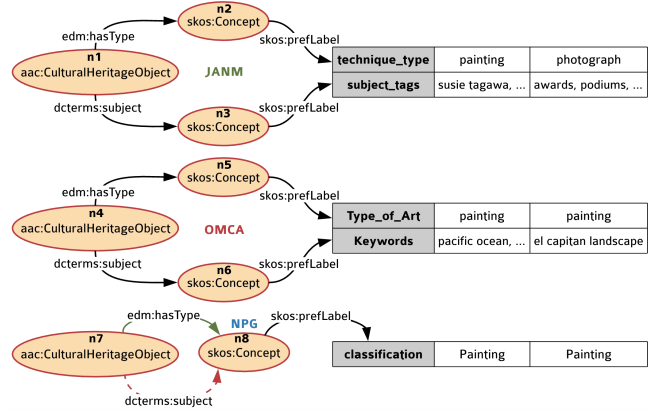 n2
skos:Concept
edm:hasType
skos:prefLabel
n1
aac:CulturalHeritageObject
JANM
technique_type painting photograph
subject_tags susie tagawa, ... awards, podiums, ...
dcterms:subject
skos:prefLabel
n3
skos:Concept
n5
skos:Concept
edm:hasType
skos:prefLabel
n4
aac:CulturalHeritageObject
OMCA
Type_of_Art painting painting
Keywords pacific ocean, ... el capitan landscape
dcterms:subject
skos:prefLabel
n6
skos:Concept
edm:hasType
NPG
skos:prefLabel
n7
aac:CulturalHeritageObject
n8
skos:Concept
classification Painting Painting
dcterms:subject